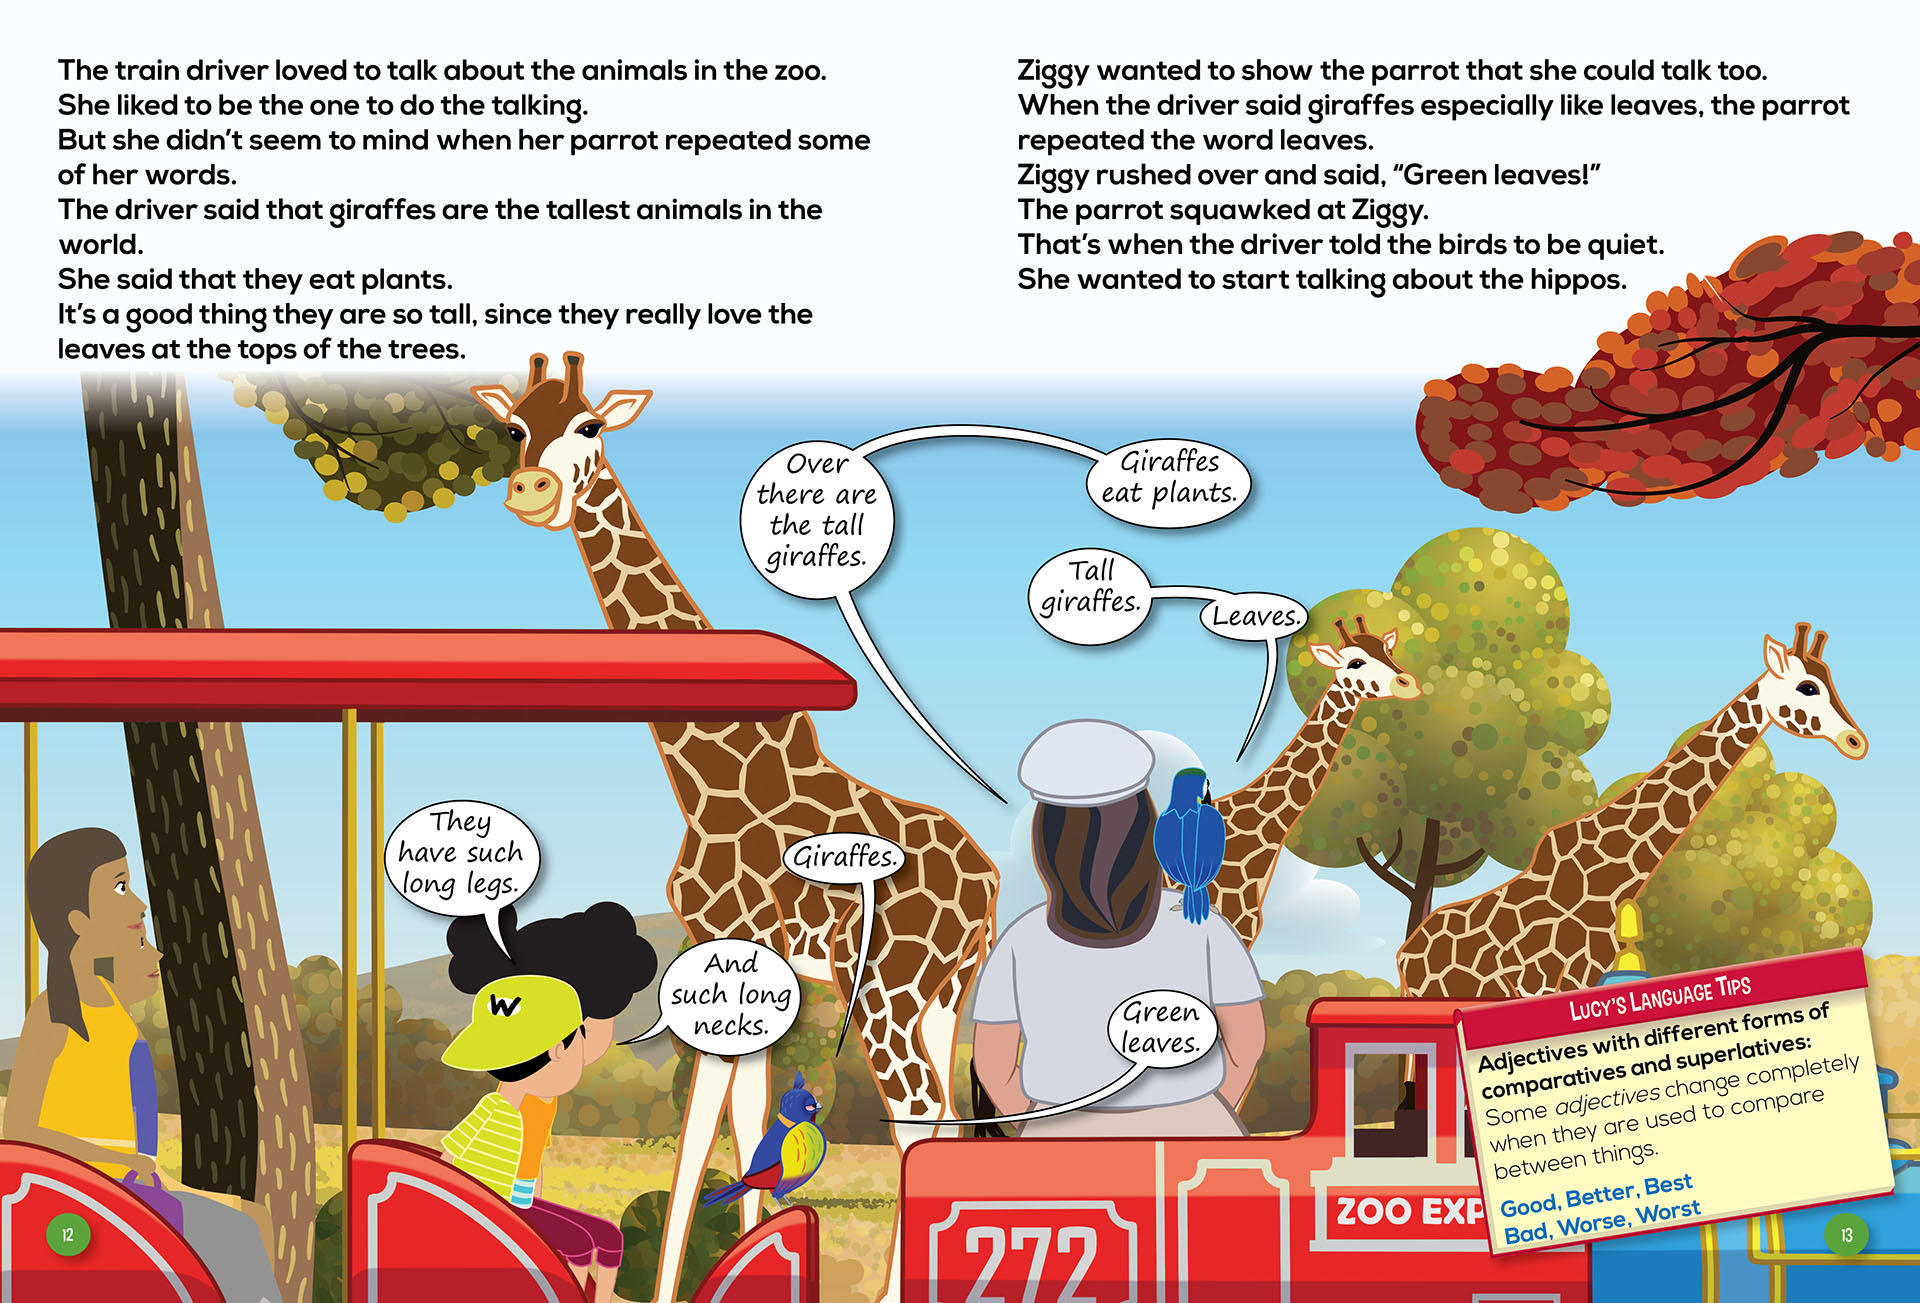 The train driver loved to talk about the animals in the zoo.
She liked to be the one to do the talking.
But she didn't seem to mind when her parrot repeated some
of her words.
The driver said that giraffes are the tallest animals in the
world.
She said that they eat plants.
It's a good thing they are so tall, since they really love the
leaves at the tops of the trees.
Ziggy wanted to show the parrot that she could talk too.
When the driver said giraffes especially like leaves, the parrot
repeated the word leaves.
Ziggy rushed over and said, “Green leaves!”
The parrot squawked at Ziggy.
That's when the driver told the birds to be quiet.
She wanted to start talking about the hippos.
Over
there are
the tall
giraffes.
Giraffes
eat plants.
Tall
giraffes.
Leaves.
They
have such
long legs.
Giraffes.
And
such long
necks.
Green
leaves.
W
272
ZOO EXP
LUCY'S LANGUAGE TIPS
Adjectives with different forms of
comparatives and superlatives:
Some adjectives change completely
when they are used to compare
between things.
Good, Better, Best
Bad, Worse, Worst
12
13